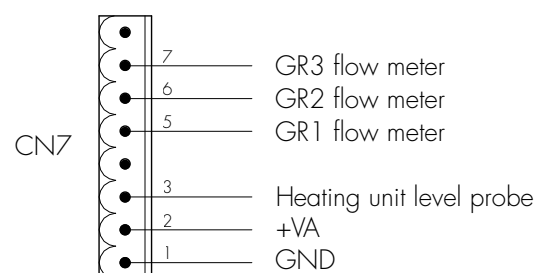 7 GR3 flow meter
6 GR2 flow meter
5 GR1 flow meter
CN7
3 Heating unit level probe
2 +VA
1 GND